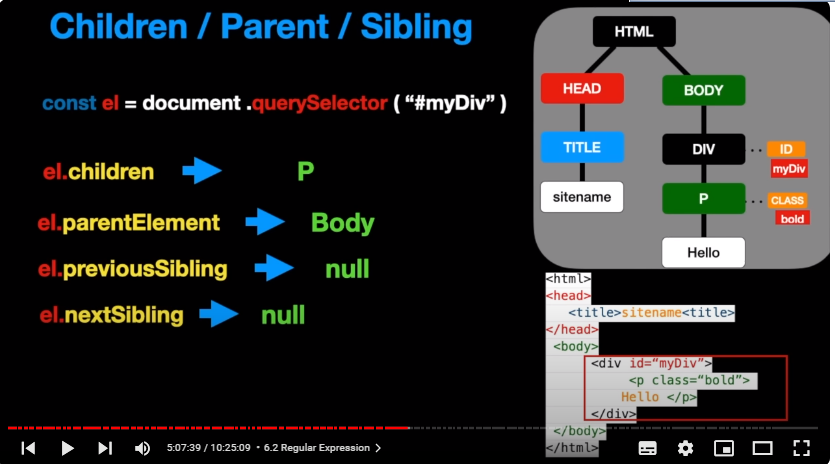 Children / Parent / Sibling
const el = document .querySelector ( “#myDiv” )
el.children P
el.parentElement Body
el.previousSibling null
el.nextSibling null
HTML
HEAD BODY
TITLE DIV ID
myDiv
sitename P CLASS
bold
Hello
<html>
<head>
<title>sitename<title>
</head>
<body>
<div id=“myDiv”>
<p class=“bold”>
Hello </p>
</div>
</body>
</html>
5:07:39 / 10:25:09 • 6.2 Regular Expression >